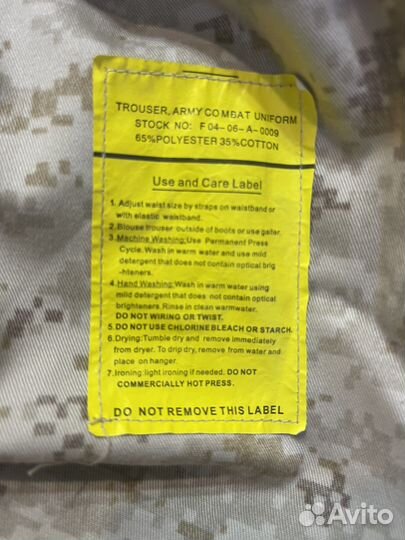 TROUSER, ARMY COMBAT UNIFORM
STOCK NO: F 04-06-A-0009
65%POLYESTER 35%COTTON
Use and Care Label
1. Adjust waist size by straps on waistband or
with elastic waistband.
2.Blouse trouser outside of boots or use gater.
3.Machine Washing:Use Permanent Press
Cycle. Wash in warm water and use mild
detergent that does not contain optical brig
-hteners.
4.Hand Washing:Wash in warm water using
mild detergent that does not contain optical
brighteners. Rinse in clean warmwater.
DO NOT WIRING OR TWIST.
5.DO NOT USE CHLORINE BLEACH OR STARCH.
6.Drying:Tumble dry and remove immediately
from dryer. To drip dry, remove from water and
place on hanger.
7.Ironing:light ironing if needed. DO NOT
COMMERCIALLY HOT PRESS.
DO NOT REMOVE THIS LABEL
Avito